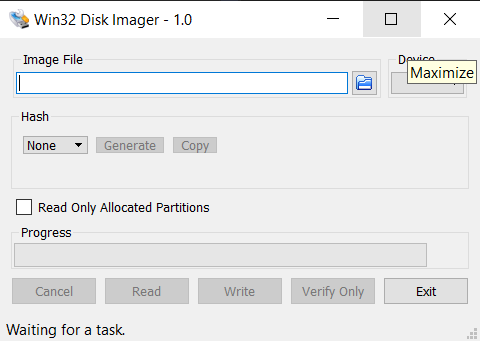 Win32 Disk Imager - 1.0
Image File
Device
Maximize
Hash
None
Generate
Copy
Read Only Allocated Partitions
Progress
Cancel
Read
Write
Verify Only
Exit
Waiting for a task.